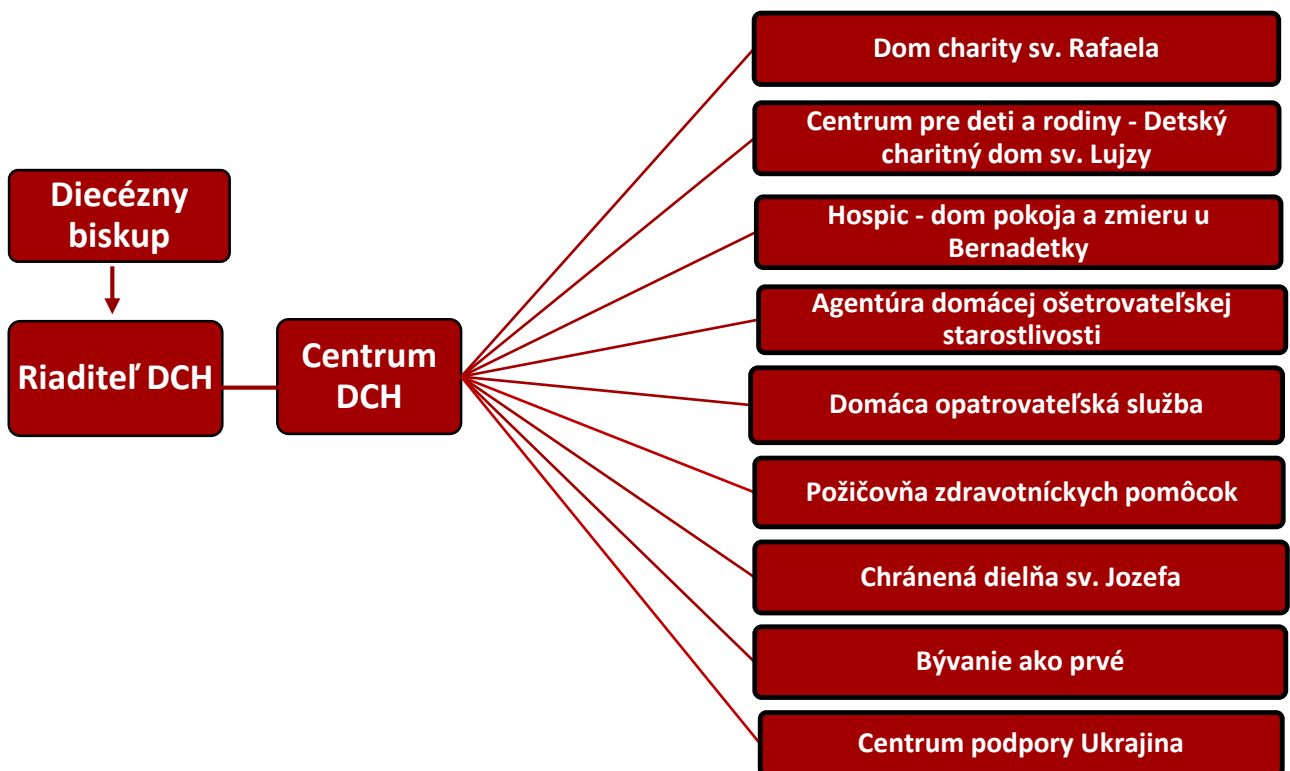 Diecézny
biskup
Riaditeľ DCH
Centrum
DCH
Dom charity sv. Rafaela
Centrum pre deti a rodiny - Detský
charitný dom sv. Lujzy
Hospic - dom pokoja a zmieru u
Bernadetky
Agentúra domácej ošetrovateľskej
starostlivosti
Domáca opatrovateľská služba
Požičovňa zdravotníckych pomôcok
Chránená dielňa sv. Jozefa
Bývanie ako prvé
Centrum podpory Ukrajina